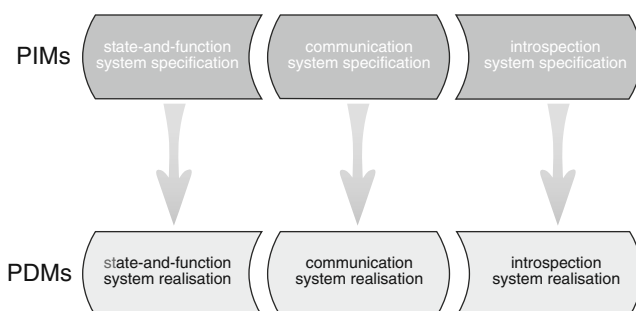 PIMs
state-and-function
system specification
communication
system specification
introspection
system specification
PDMs
state-and-function
system realisation
communication
system realisation
introspection
system realisation